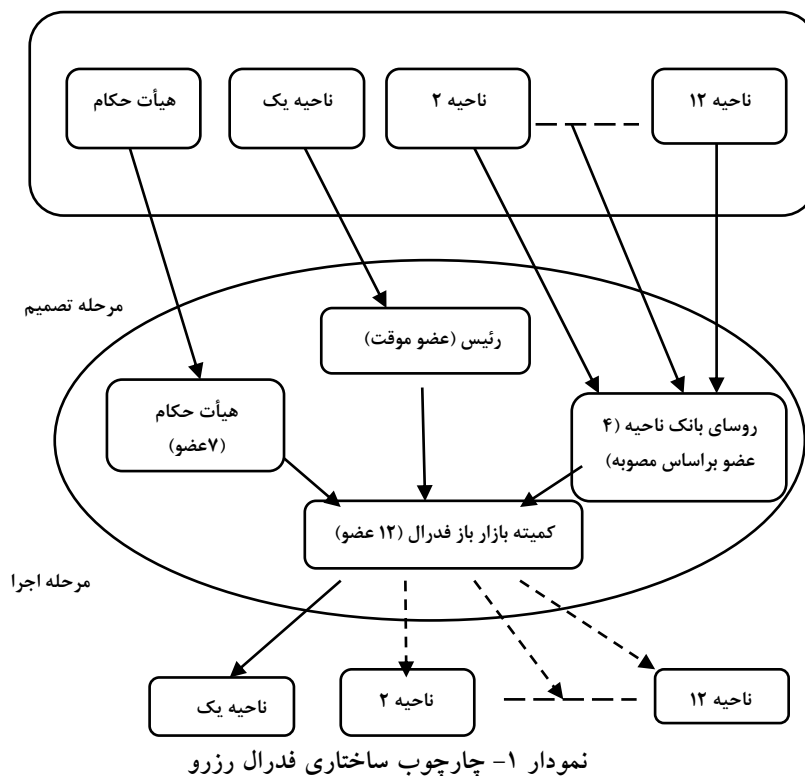 ناحیه ۱۲
ناحیه ۲
ناحیه یک
هیأت حکام
مرحله تصمیم
رئیس (عضو موقت)
روسای بانک ناحیه (۴
عضو براساس مصوبه)
هیأت حکام
(۷عضو)
کمیته بازار باز فدرال (۱۲ عضو)
مرحله اجرا
ناحیه ۱۲
ناحیه ۲
ناحیه یک
نمودار ۱- چارچوب ساختاری فدرال رزرو